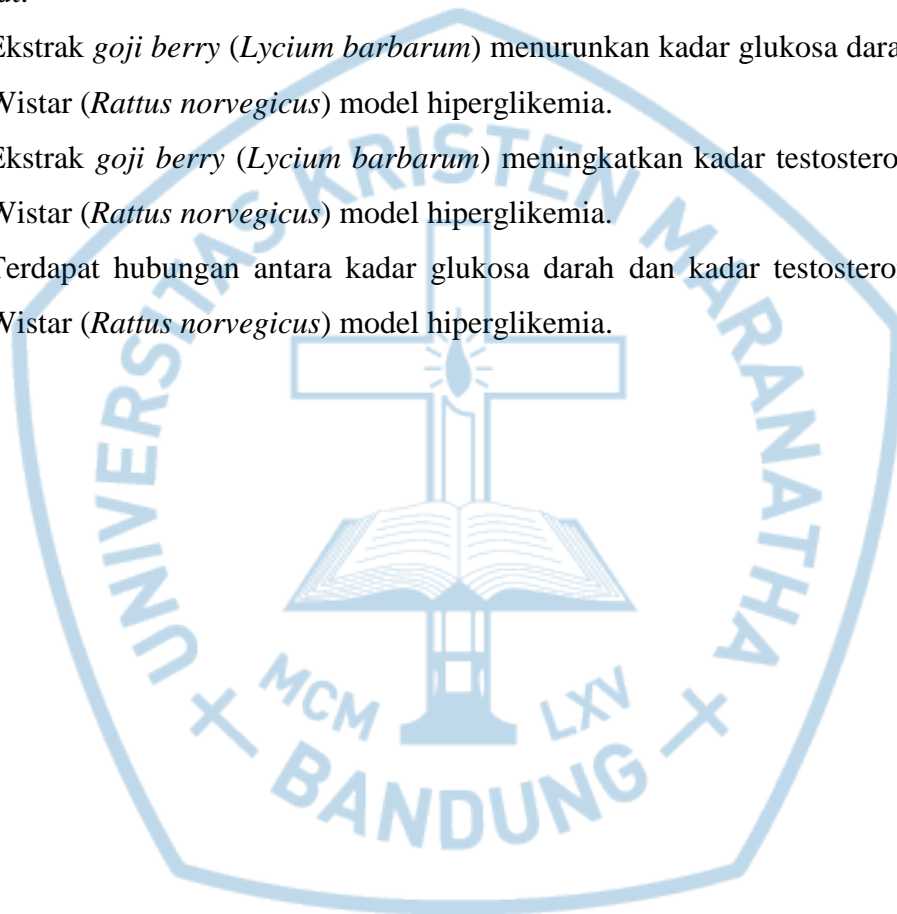 Ekstrak goji berry (Lycium barbarum) menurunkan kadar glukosa dara
Wistar (Rattus norvegicus) model hiperglikemia.
Ekstrak goji berry (Lycium barbarum) meningkatkan kadar testostero
Wistar (Rattus norvegicus) model hiperglikemia.
Terdapat hubungan antara kadar glukosa darah dan kadar testostero
Wistar (Rattus norvegicus) model hiperglikemia.
UNIVERSITAS KRISTEN MARANATHA
MCM LXV
BANDUNG